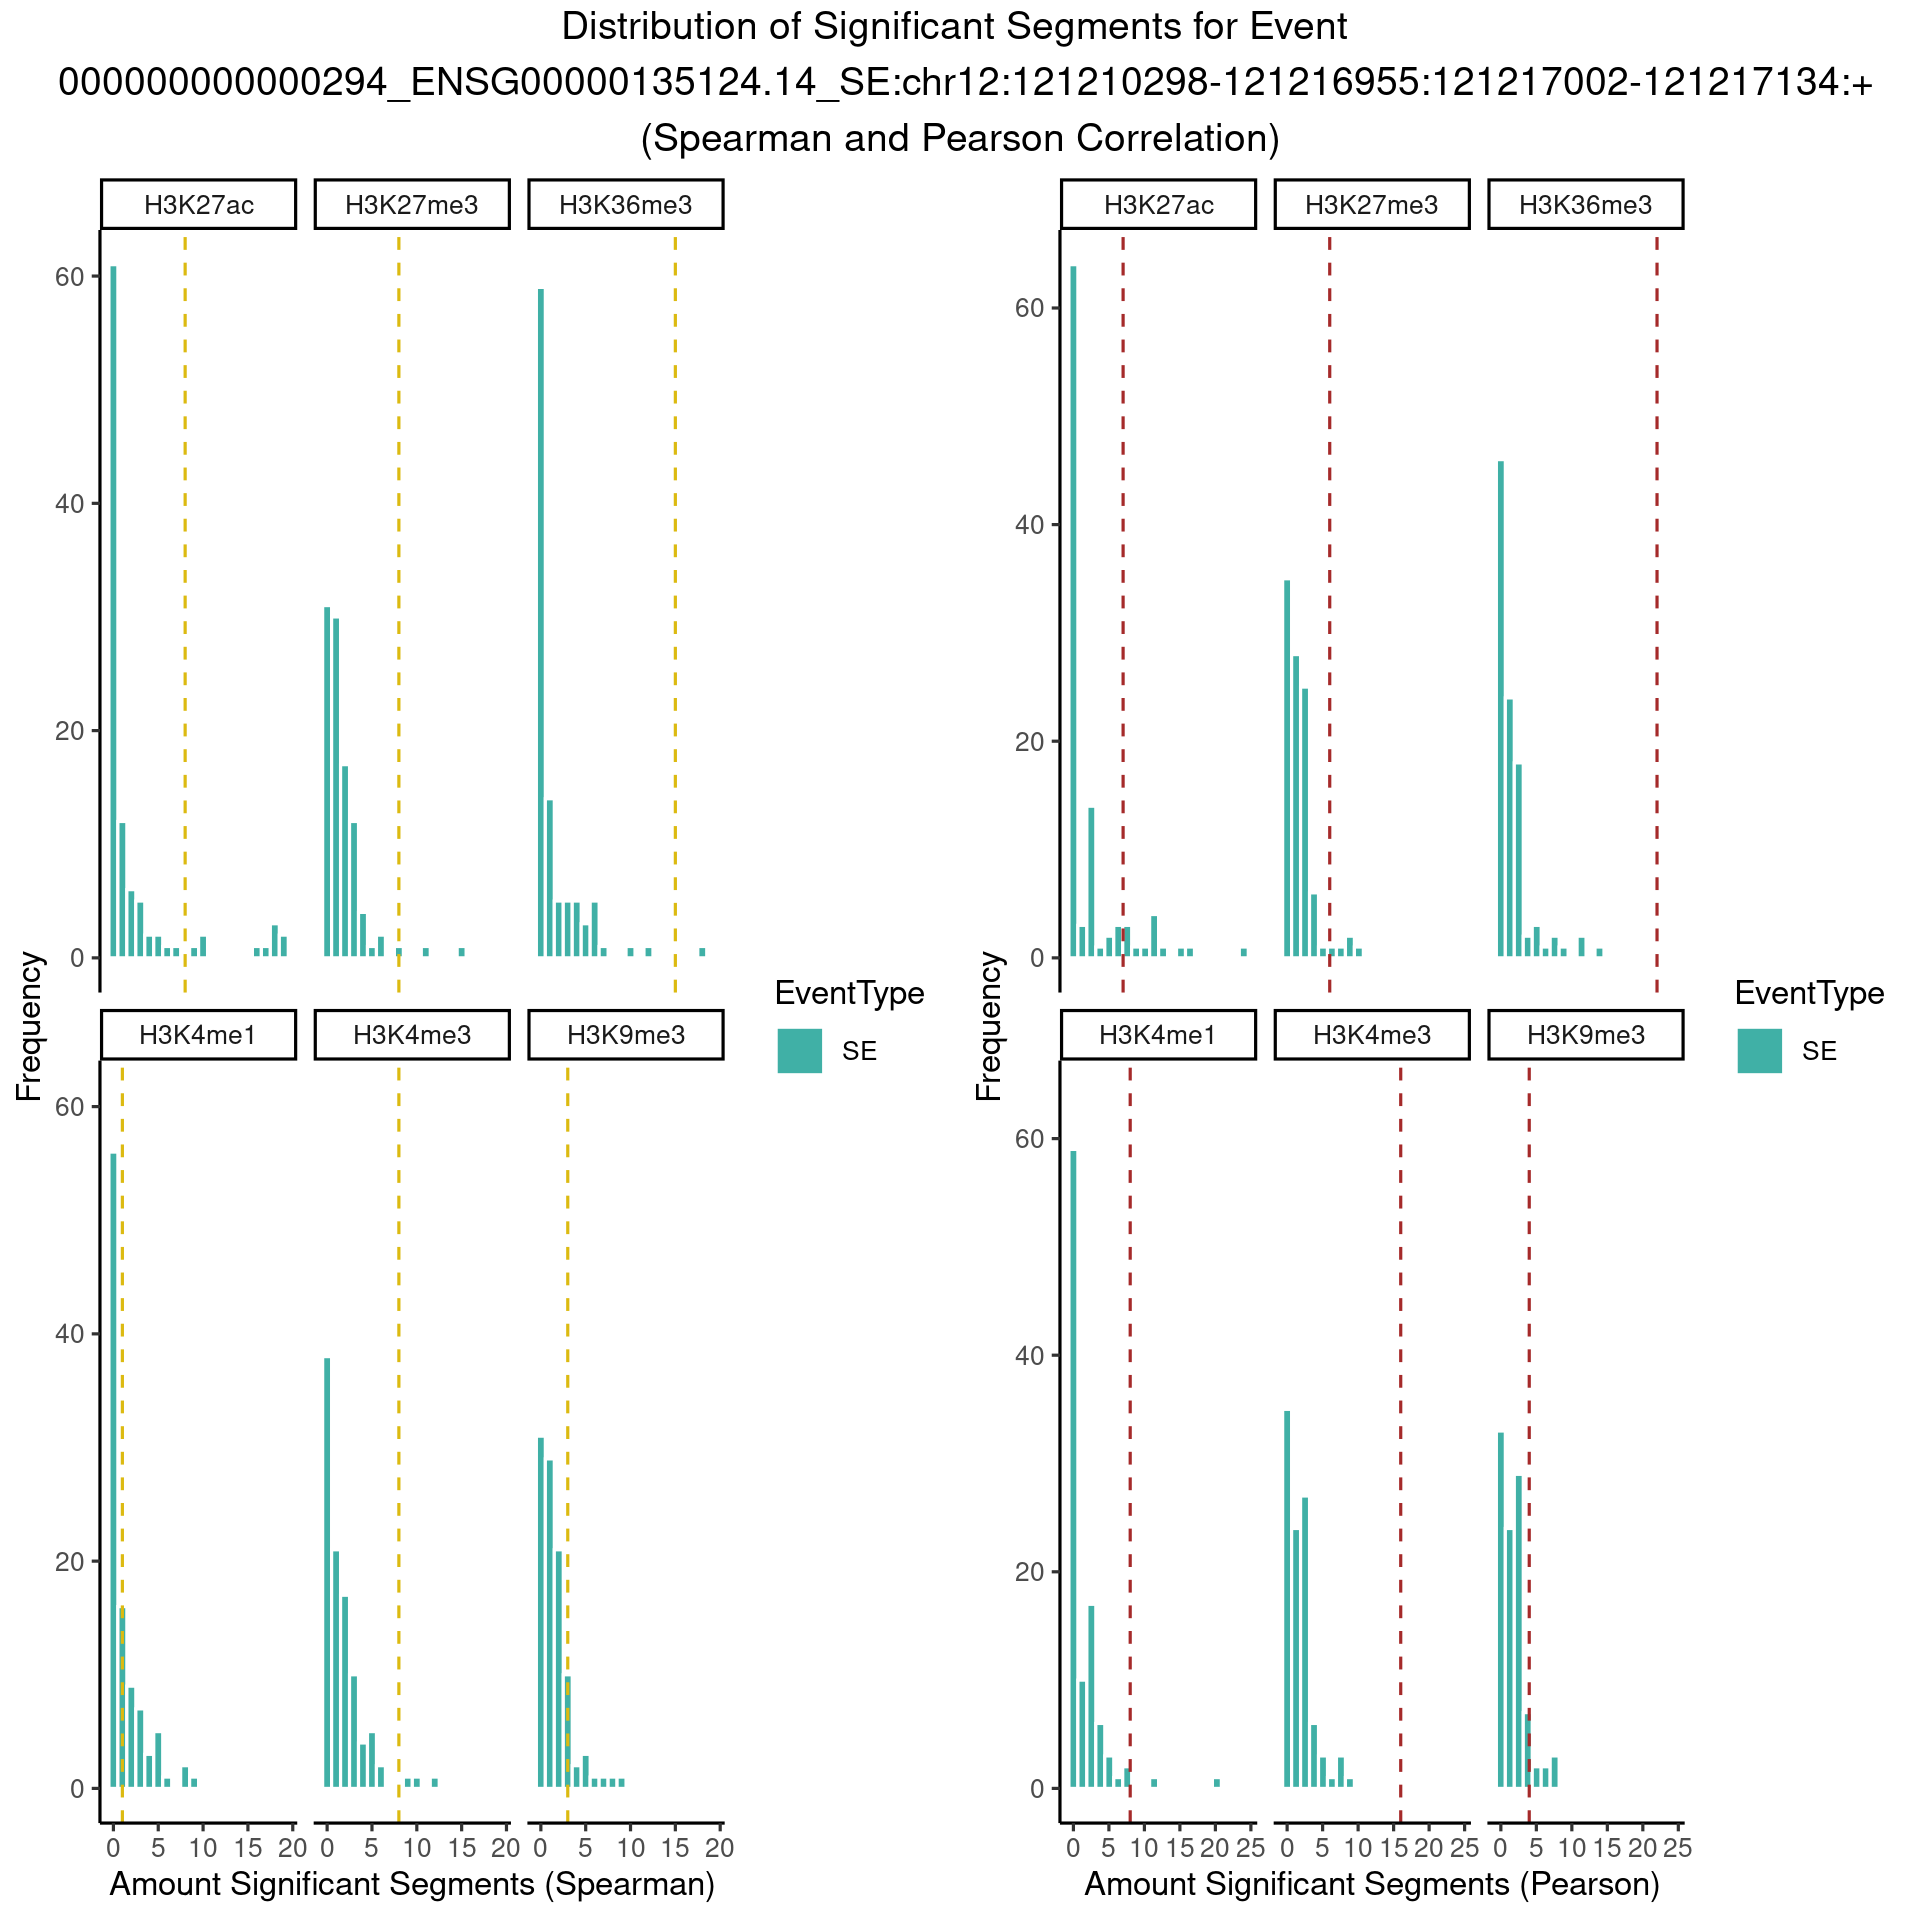 Distribution of Significant Segments for Event
000000000000294_ENSG00000135124.14_SE:chr12:121210298-121216955:121217002-121217134:+
(Spearman and Pearson Correlation)
H3K27ac H3K27me3 H3K36me3
60
40
20
0
H3K4me1 H3K4me3 H3K9me3
60
40
20
0
0 5 10 15 20 0 5 10 15 20 0 5 10 15 20
Frequency
Amount Significant Segments (Spearman)
EventType
SE
H3K27ac H3K27me3 H3K36me3
60
40
20
0
H3K4me1 H3K4me3 H3K9me3
60
40
20
0
0 5 10 15 20 25 0 5 10 15 20 25 0 5 10 15 20 25
Frequency
Amount Significant Segments (Pearson)
EventType
SE